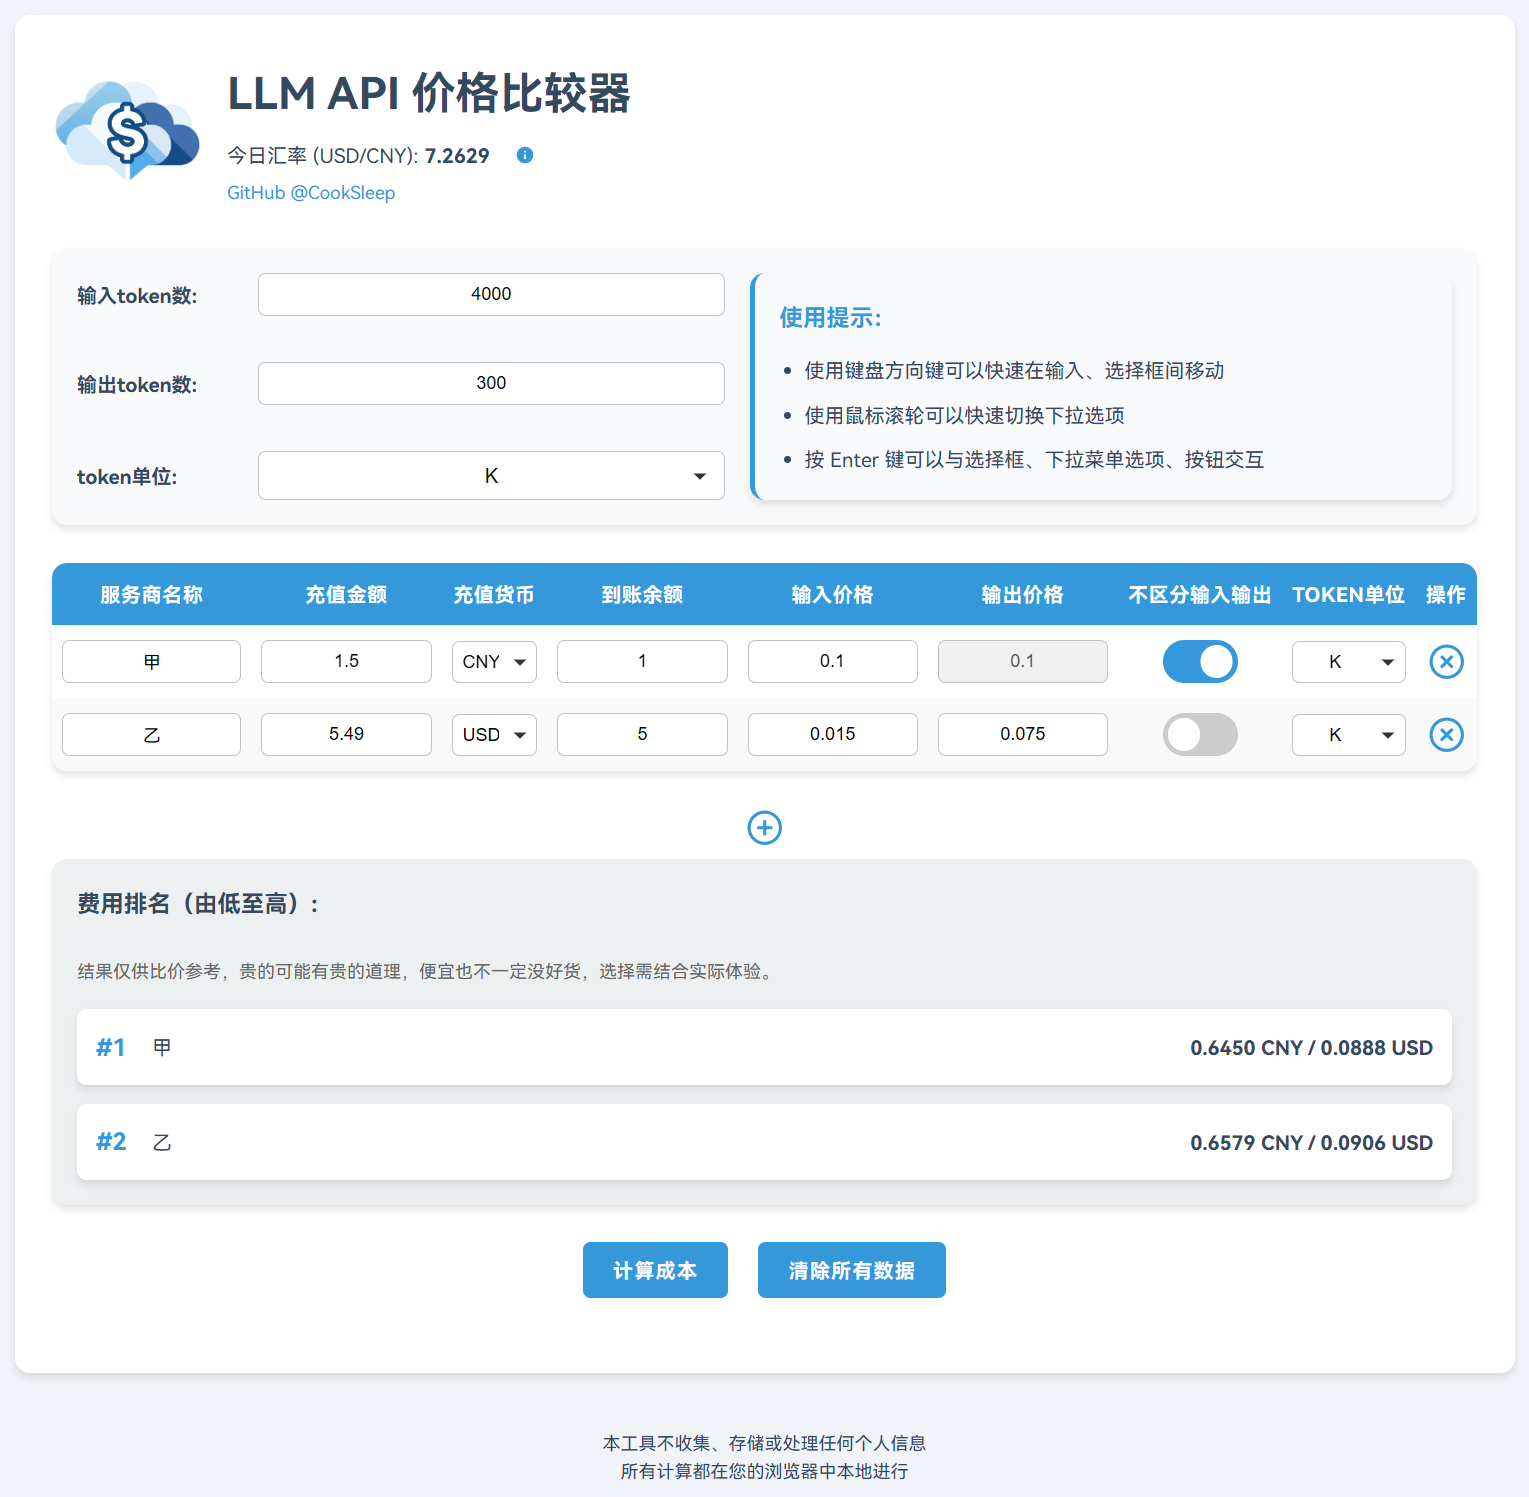 LLM API 价格比较器
今日汇率 (USD/CNY): 7.2629
GitHub @CookSleep
输入token数:
4000
输出token数:
300
token单位:
K
使用提示:
使用键盘方向键可以快速在输入、选择框间移动
使用鼠标滚轮可以快速切换下拉选项
按 Enter 键可以与选择框、下拉菜单选项、按钮交互
服务商名称 充值金额 充值货币 到账余额 输入价格 输出价格 不区分输入输出 TOKEN单位 操作
甲 1.5 CNY 1 0.1 0.1 K
乙 5.49 USD 5 0.015 0.075 K
费用排名（由低至高）:
结果仅供比价参考，贵的可能有贵的道理，便宜也不一定没好货，选择需结合实际体验。
#1 甲 0.6450 CNY / 0.0888 USD
#2 乙 0.6579 CNY / 0.0906 USD
计算成本 清除所有数据
本工具不收集、存储或处理任何个人信息
所有计算都在您的浏览器中本地进行